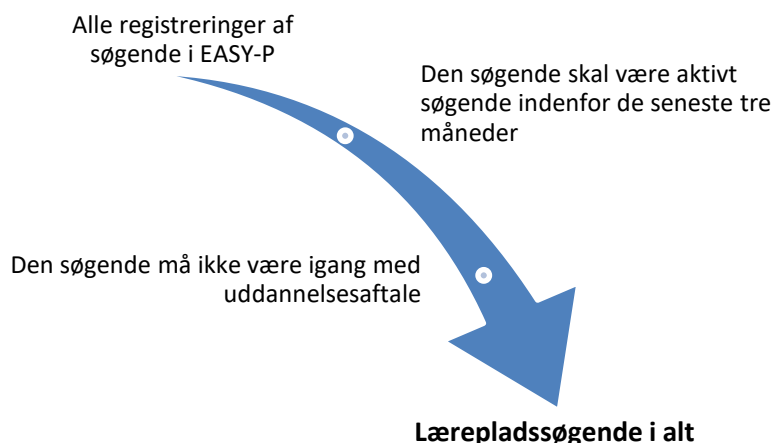 Alle registreringer af
søgende i EASY-P
Den søgende skal være aktivt
søgende indenfor de seneste tre
måneder
Den søgende må ikke være igang med
uddannelsesaftale
Lærepladssøgende i alt